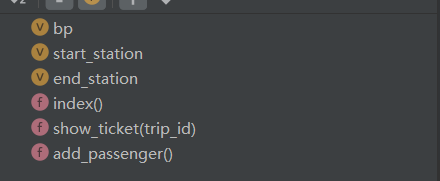 V bp
V start_station
V end_station
f index()
f show_ticket(trip_id)
f add_passenger()